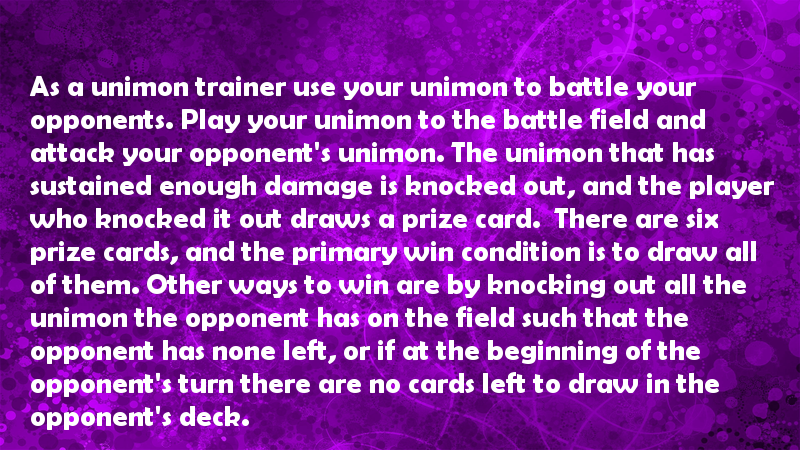 As a unimon trainer use your unimon to battle your
opponents. Play your unimon to the battle field and
attack your opponent's unimon. The unimon that has
sustained enough damage is knocked out, and the player
who knocked it out draws a prize card.  There are six
prize cards, and the primary win condition is to draw all
of them. Other ways to win are by knocking out all the
unimon the opponent has on the field such that the
opponent has none left, or if at the beginning of the
opponent's turn there are no cards left to draw in the
opponent's deck.